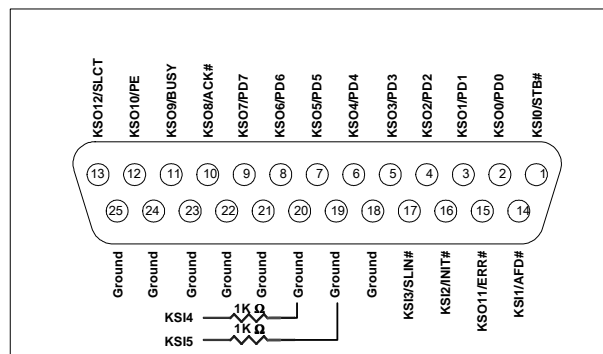 KSO12/SLCT
KSO10/PE
KSO9/BUSY
KSO8/ACK#
KSO7/PD7
KSO6/PD6
KSO5/PD5
KSO4/PD4
KSO3/PD3
KSO2/PD2
KSO1/PD1
KSO0/PD0
KSI0/STB#
13 12 11 10 9 8 7 6 5 4 3 2 1
25 24 23 22 21 20 19 18 17 16 15 14
Ground
Ground
Ground
Ground
Ground
Ground
Ground
Ground
KSI3/SLIN#
KSI2/INIT#
KSO11/ERR#
KSI1/AFD#
KSI4 1K Ω
KSI5 1K Ω